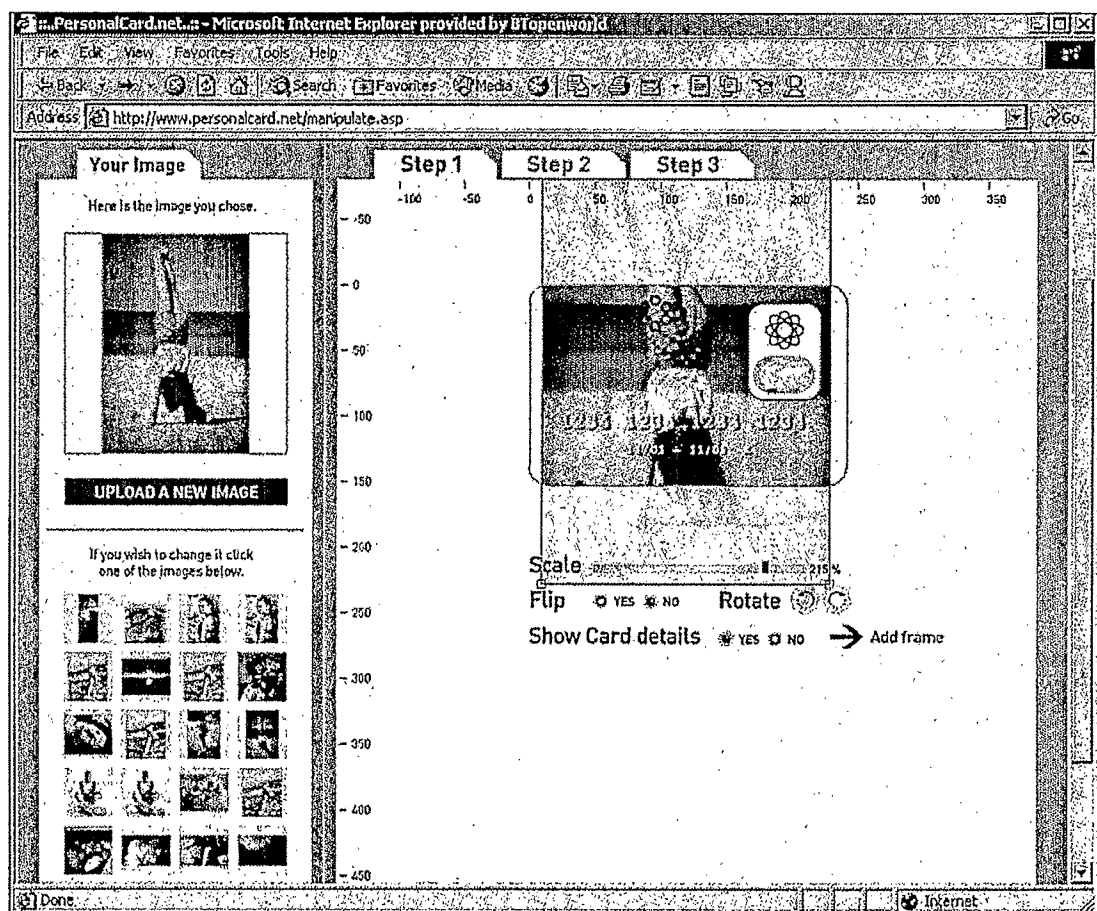 ::..PersonalCard.net..:: - Microsoft Internet Explorer provided by BTopenworld
File Edit View Favorites Tools Help
Back Search Favorites Media
Address http://www.personalcard.net/manipulate.asp Go
Your Image
Step 1 Step 2 Step 3
Here is the image you chose.
-100 -50 0 50 100 150 200 250 300 350
-50
0
50
100
1234 1234 1234 1234
150
UPLOAD A NEW IMAGE
If you wish to change it click
one of the images below.
200
Scale 215%
250
Flip YES NO Rotate
Show Card details YES NO Add frame
300
350
400
450
Done Internet